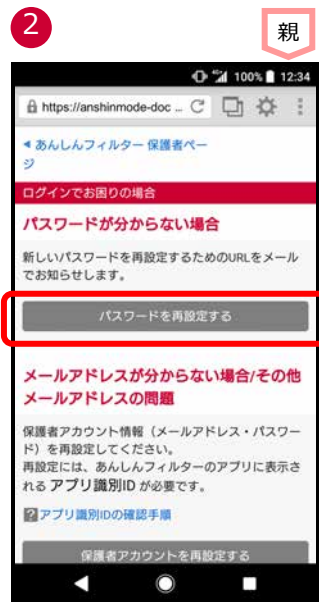 2
親
100% 12:34
https://anshinmode-doc ...
あんしんフィルター 保護者ペー
ジ
ログインでお困りの場合
パスワードが分からない場合
新しいパスワードを再設定するためのURLをメール
でお知らせします。
パスワードを再設定する
メールアドレスが分からない場合/その他
メールアドレスの問題
保護者アカウント情報（メールアドレス・パスワー
ド）を再設定してください。
再設定には、あんしんフィルターのアプリに表示さ
れる アプリ識別ID が必要です。
?アプリ識別IDの確認手順
保護者アカウントを再設定する